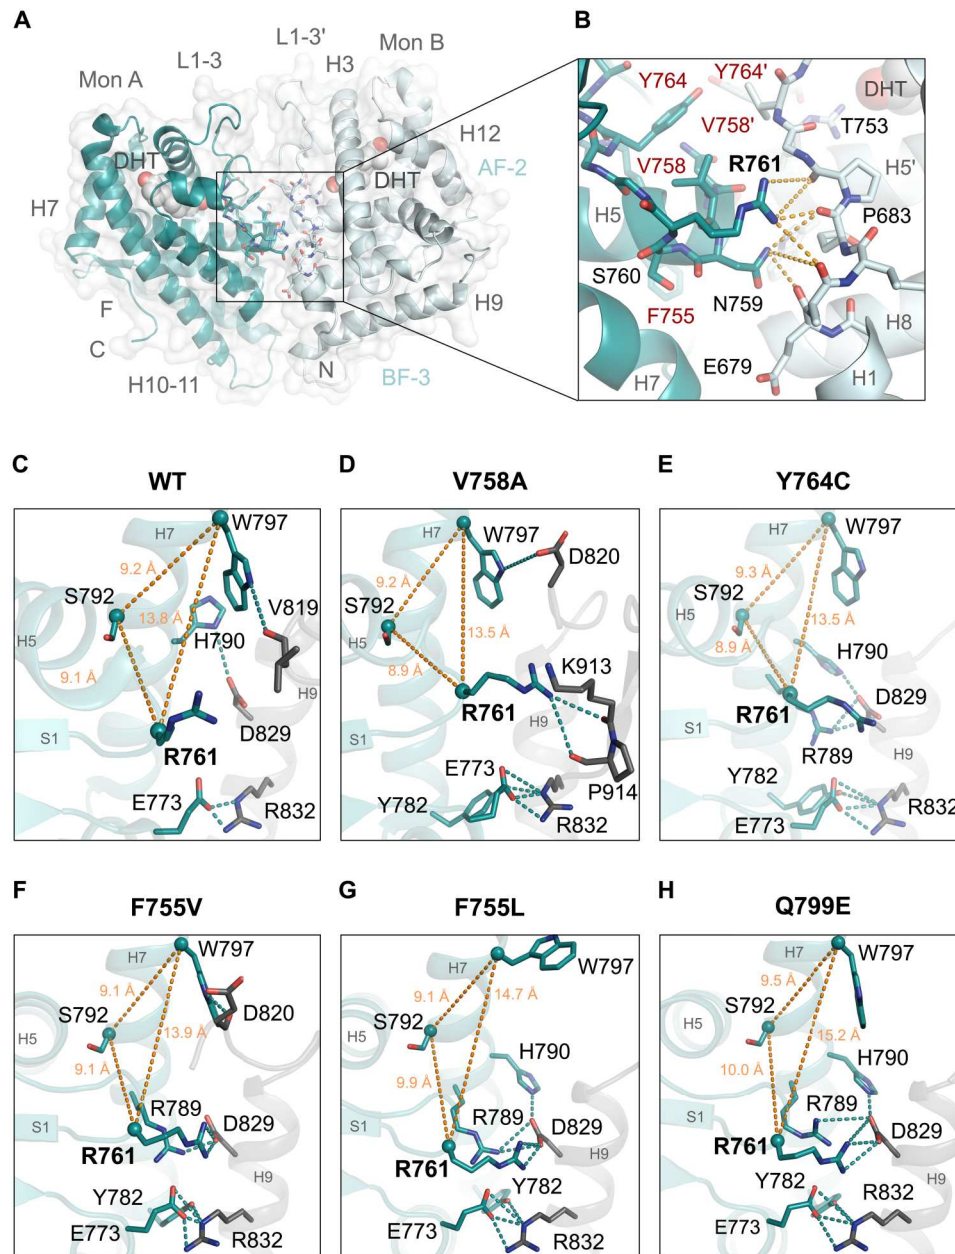 A
L1-3'
Mon B
L1-3
H3
Mon A
H12
DHT
DHT
AF-2
H7
F
H9
C
N
BF-3
H10-11
B
Y764
Y764'
DHT
V758'
T753
V758
R761
H5'
H5
P683
S760
N759
F755
H8
E679
H7
H1
C
WT
W797
H7
9.2 Å
S792
V819
13.8 Å
H790
H5
9.1 Å
H9
S1
D829
R761
E773
R832
D
V758A
H7
W797
D820
9.2 Å
S792
H5
13.5 Å
8.9 Å
K913
R761
H9
E773
P914
Y782
R832
E
Y764C
W797
H7
9.3 Å
S792
13.5 Å
H5
8.9 Å
H790
R761
D829
S1
R789
H9
Y782
R832
E773
F
F755V
W797
H7
9.1 Å
D820
S792
13.9 Å
H5
9.1 Å
R789
D829
S1
R761
H9
Y782
E773
R832
G
F755L
H7
W797
9.1 Å
14.7 Å
S792
H5
H790
9.9 Å
R789
D829
S1
R761
H9
Y782
E773
R832
H
Q799E
W797
H7
9.5 Å
S792
15.2 Å
H5
H790
10.0 Å
R789
D829
S1
R761
H9
Y782
R832
E773